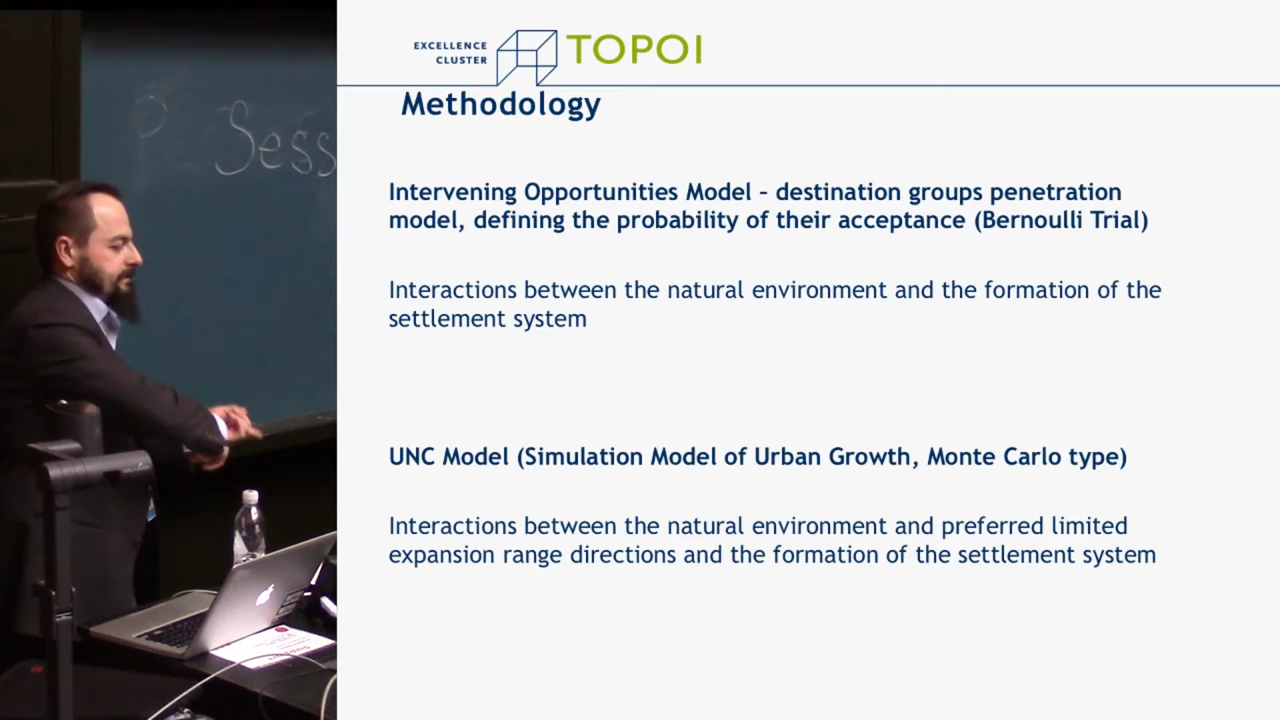 EXCELLENCE
CLUSTER
TOPOI
Methodology
Intervening Opportunities Model – destination groups penetration
model, defining the probability of their acceptance (Bernoulli Trial)
Interactions between the natural environment and the formation of the
settlement system
UNC Model (Simulation Model of Urban Growth, Monte Carlo type)
Interactions between the natural environment and preferred limited
expansion range directions and the formation of the settlement system
Sess